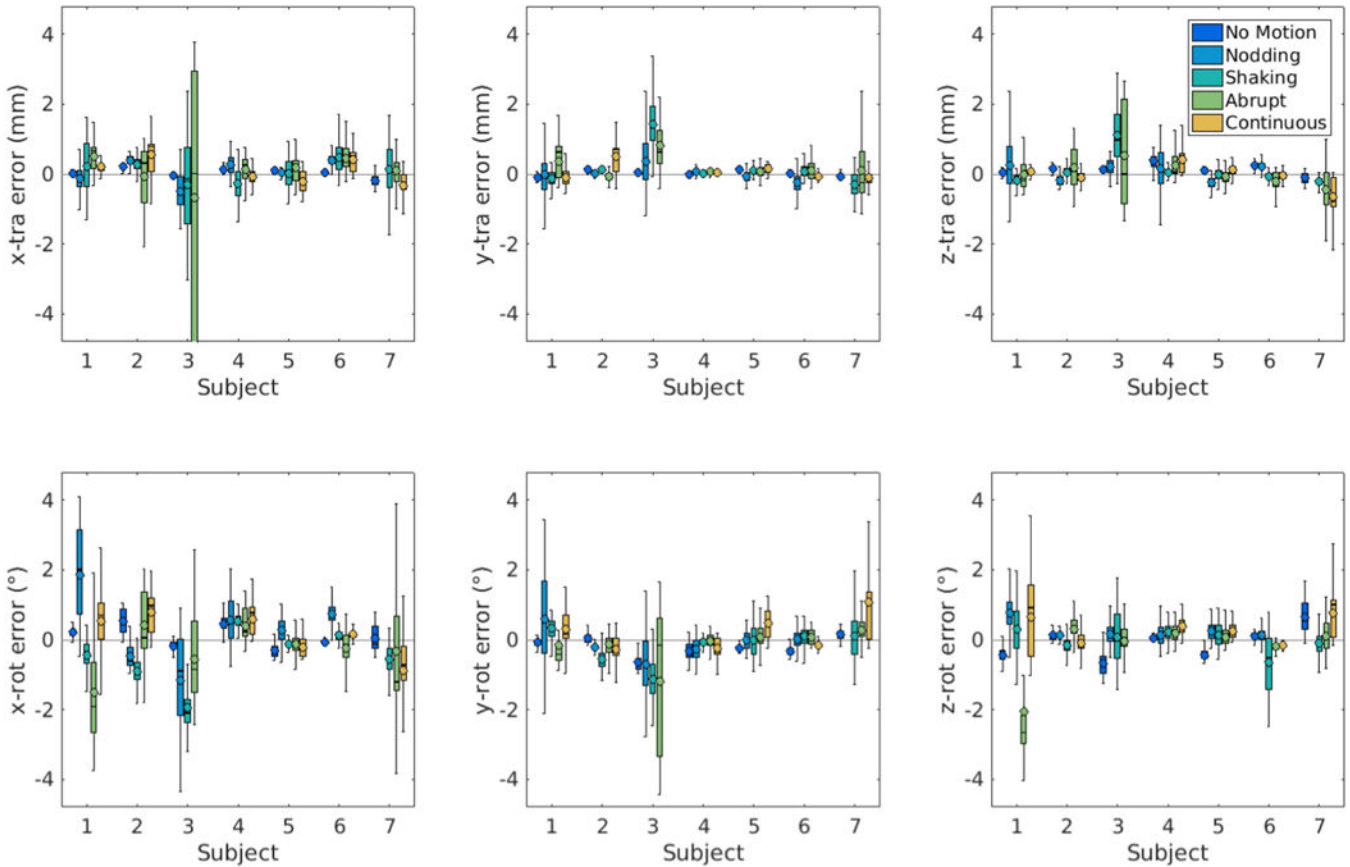 x-tra error (mm)
4
2
0
-2
-4
1 2 3 4 5 6 7
Subject
y-tra error (mm)
4
2
0
-2
-4
1 2 3 4 5 6 7
Subject
z-tra error (mm)
4
2
0
-2
-4
No Motion
Nodding
Shaking
Abrupt
Continuous
1 2 3 4 5 6 7
Subject
x-rot error (°)
4
2
0
-2
-4
1 2 3 4 5 6 7
Subject
y-rot error (°)
4
2
0
-2
-4
1 2 3 4 5 6 7
Subject
z-rot error (°)
4
2
0
-2
-4
1 2 3 4 5 6 7
Subject